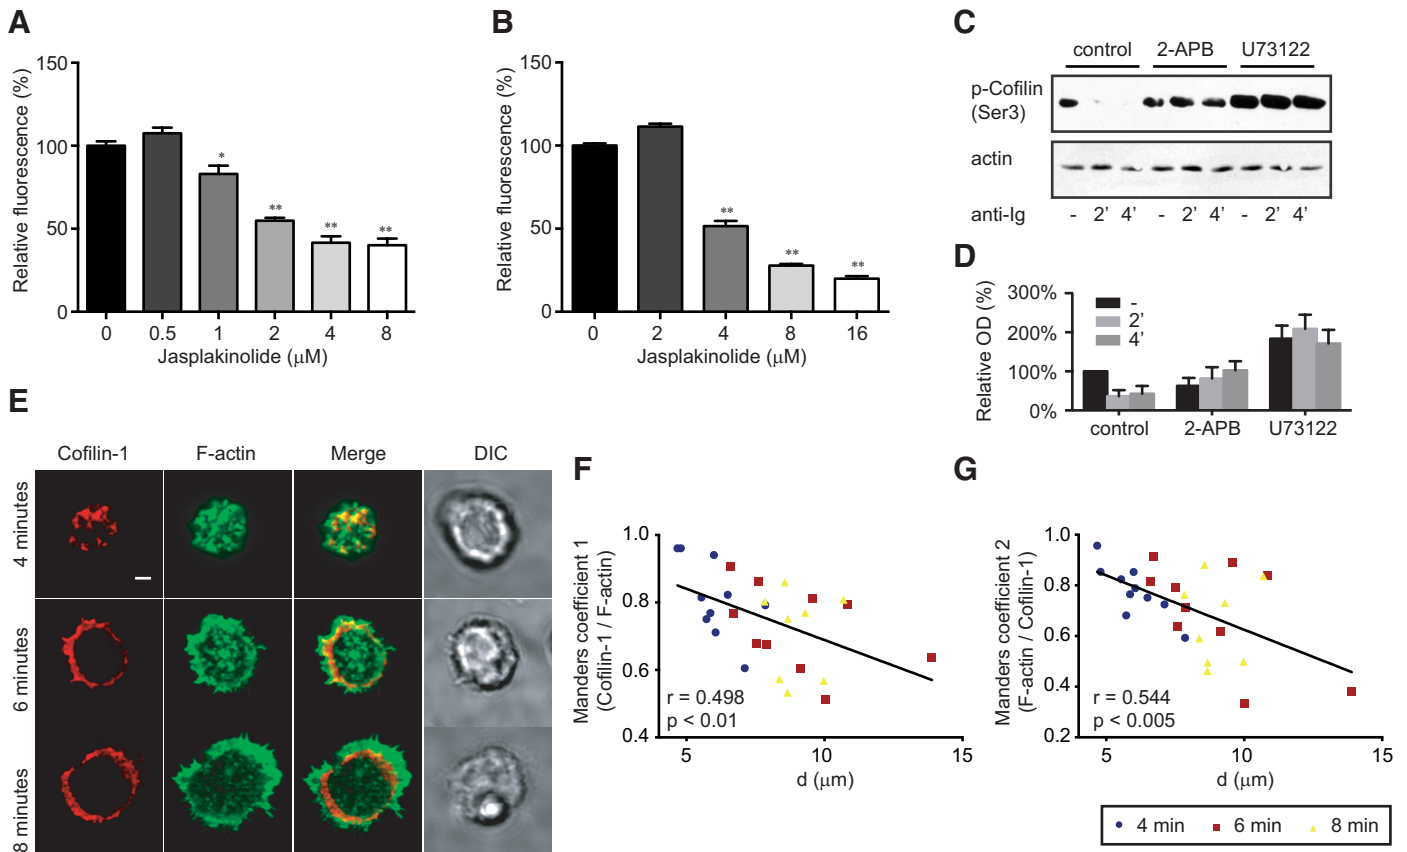 A
150
100
50
0
Relative fluorescence (%)
*
**
**
**
0 0.5 1 2 4 8
Jasplakinolide (μM)
B
150
100
50
0
Relative fluorescence (%)
**
**
**
0 2 4 8 16
Jasplakinolide (μM)
C
control 2-APB U73122
p-Cofilin
(Ser3)
actin
anti-Ig - 2' 4' - 2' 4' - 2' 4'
D
300%
200%
100%
0%
Relative OD (%)
-
2'
4'
control 2-APB U73122
E
Cofilin-1 F-actin Merge DIC
4 minutes
6 minutes
8 minutes
F
1.0
0.8
0.6
0.4
Manders coefficient 1
(Cofilin-1 / F-actin)
r = 0.498
p < 0.01
5 10 15
d (μm)
G
1.0
0.8
0.6
0.4
0.2
Manders coefficient 2
(F-actin / Cofilin-1)
r = 0.544
p < 0.005
5 10 15
d (μm)
4 min 6 min 8 min